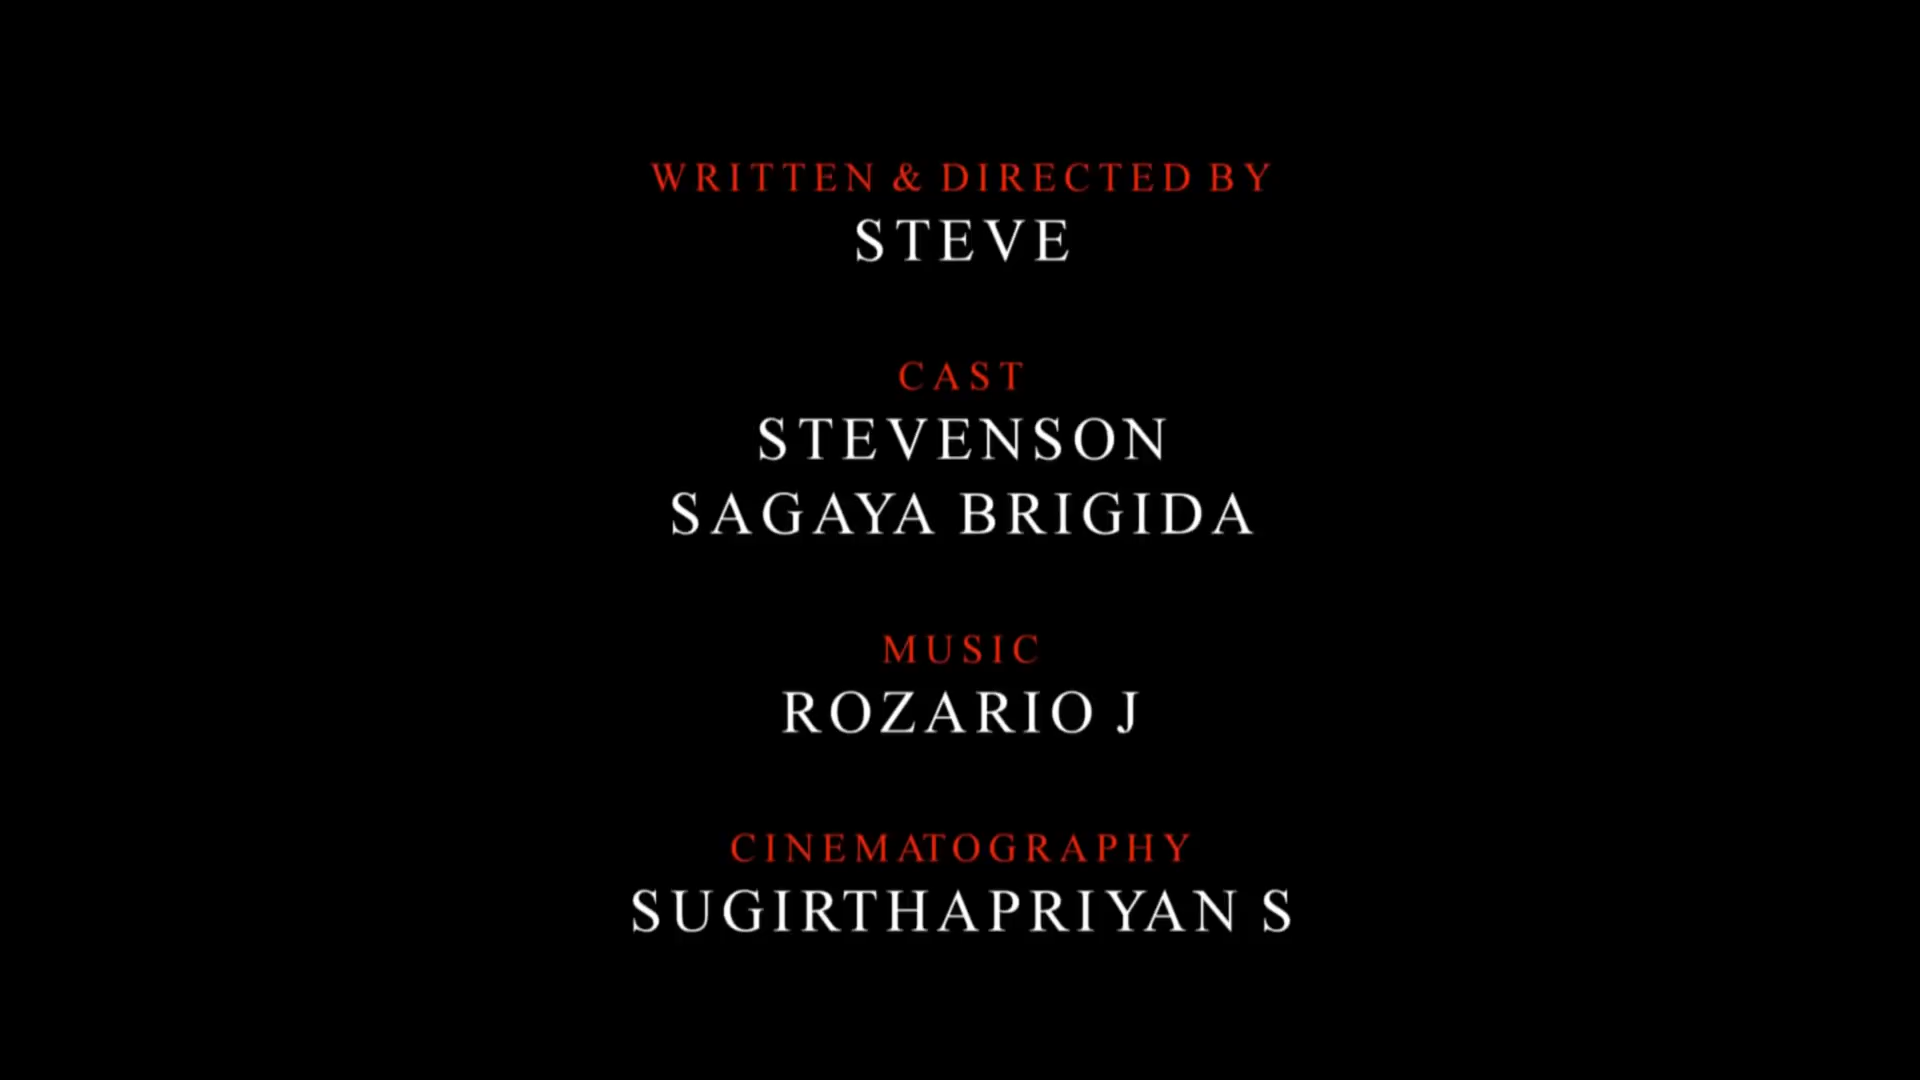 WRITTEN & DIRECTED BY
STEVE
CAST
STEVENSON
SAGAYA BRIGIDA
MUSIC
ROZARIO J
CINEMATOGRAPHY
SUGIRTHAPRIYAN S